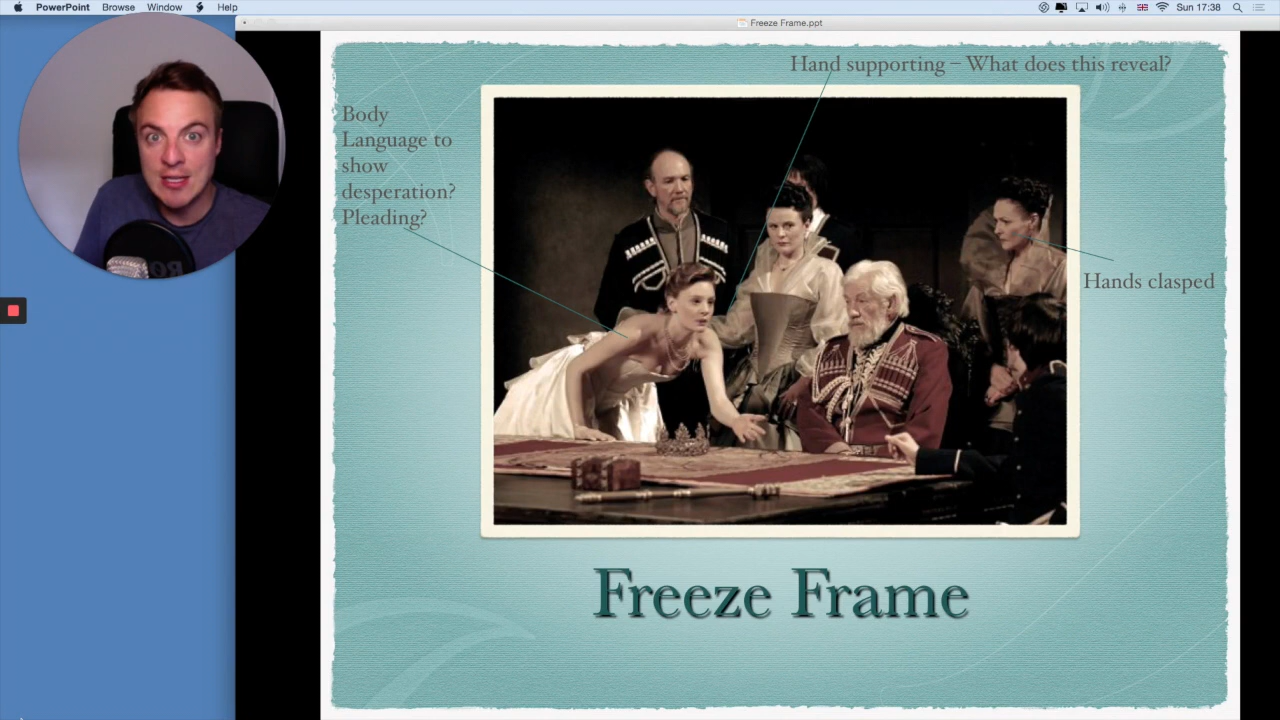 PowerPoint Browse Window Help
Sun 17:38
Freeze Frame.ppt
Hand supporting – What does this reveal?
Body
Language to
show
desperation?
Pleading?
Hands clasped
Freeze Frame